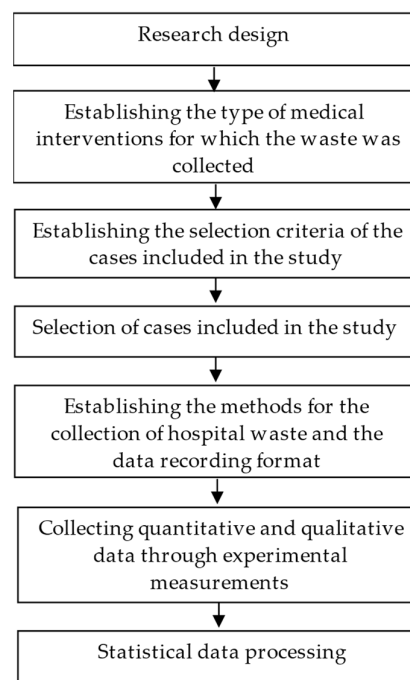 Research design
Establishing the type of medical
interventions for which the waste was
collected
Establishing the selection criteria of the
cases included in the study
Selection of cases included in the study
Establishing the methods for the
collection of hospital waste and the
data recording format
Collecting quantitative and qualitative
data through experimental
measurements
Statistical data processing